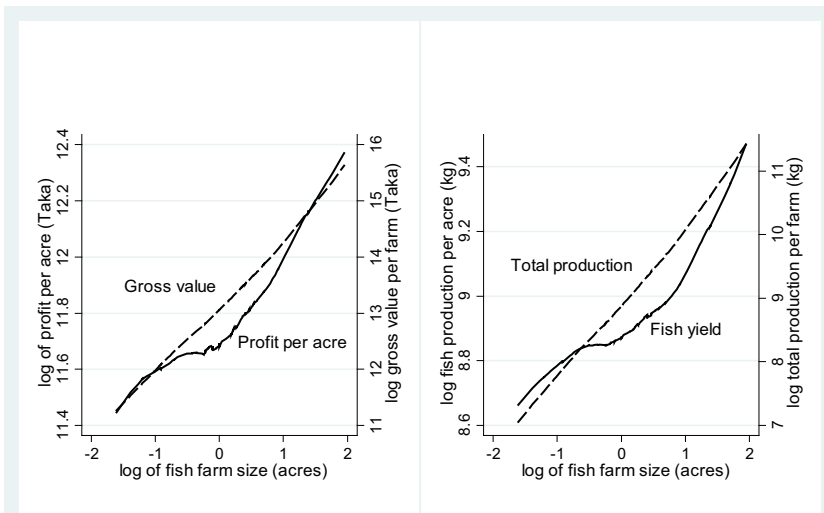 log of profit per acre (Taka)
12.4
12.2
12
11.8
11.6
11.4
Gross value
Profit per acre
16
15
14
13
12
11
log gross value per farm (Taka)
-2 -1 0 1 2
log of fish farm size (acres)
log fish production per acre (kg)
9.4
9.2
9
8.8
8.6
Total production
Fish yield
11
10
9
8
7
log total production per farm (kg)
-2 -1 0 1 2
log of fish farm size (acres)